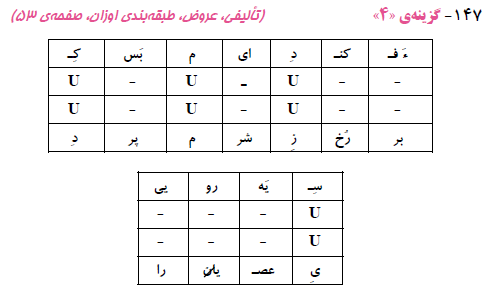 ۱۴۷- گزینه‌ی «۴» (تألیفی، عروض، طبقه‌بندی اوزان، صفحه‌ی ۵۳)
ءَ فـ کنـ دِ ای م بَس کِـ
– – U – U – U
– – U – U – U
بر رُخ زِ شر م پر دِ
سِـ یَه رو یی
U – – –
U – – –
یِ عصـ یان را